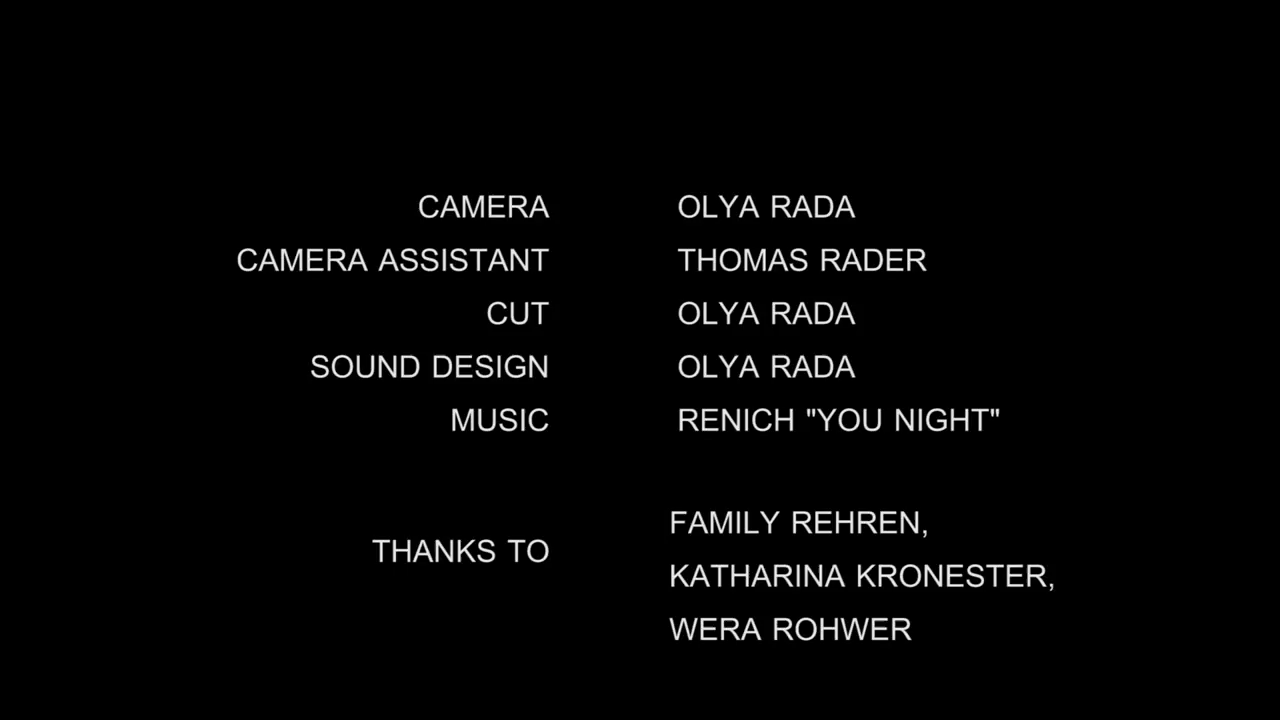 CAMERA OLYA RADA
CAMERA ASSISTANT THOMAS RADER
CUT OLYA RADA
SOUND DESIGN OLYA RADA
MUSIC RENICH "YOU NIGHT"
THANKS TO
FAMILY REHREN,
KATHARINA KRONESTER,
WERA ROHWER